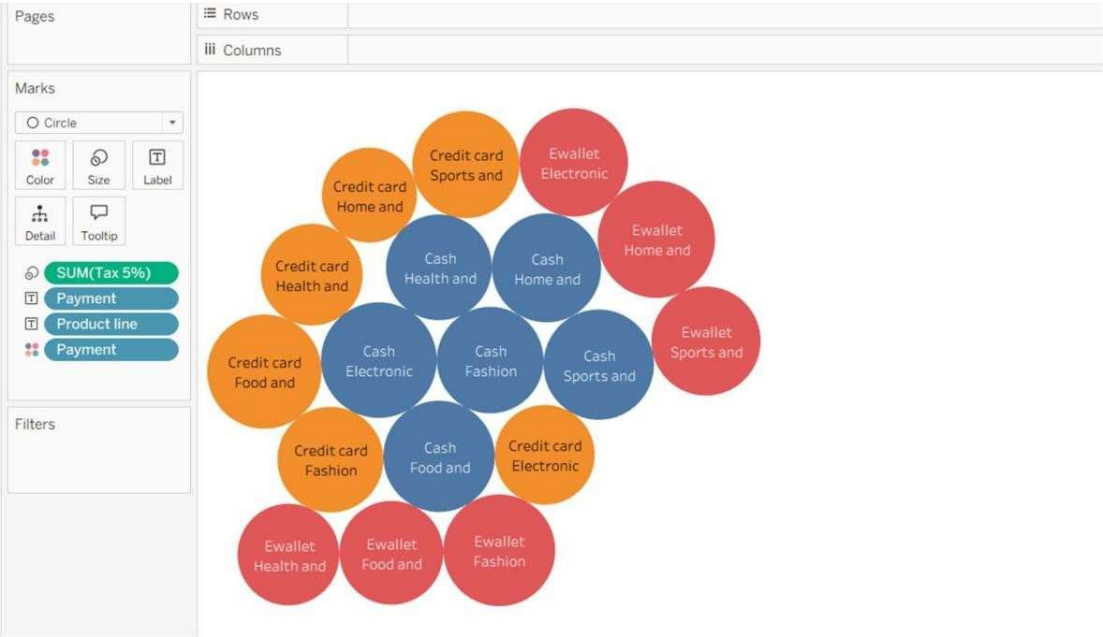 Pages
Rows
Columns
Marks
Circle
Color
Size
Label
Detail
Tooltip
SUM(Tax 5%)
Payment
Product line
Payment
Filters
Credit card
Sports and
Ewallet
Electronic
Credit card
Home and
Ewallet
Home and
Cash
Health and
Cash
Home and
Credit card
Health and
Ewallet
Sports and
Credit card
Food and
Cash
Electronic
Cash
Fashion
Cash
Sports and
Credit card
Fashion
Cash
Food and
Credit card
Electronic
Ewallet
Health and
Ewallet
Food and
Ewallet
Fashion